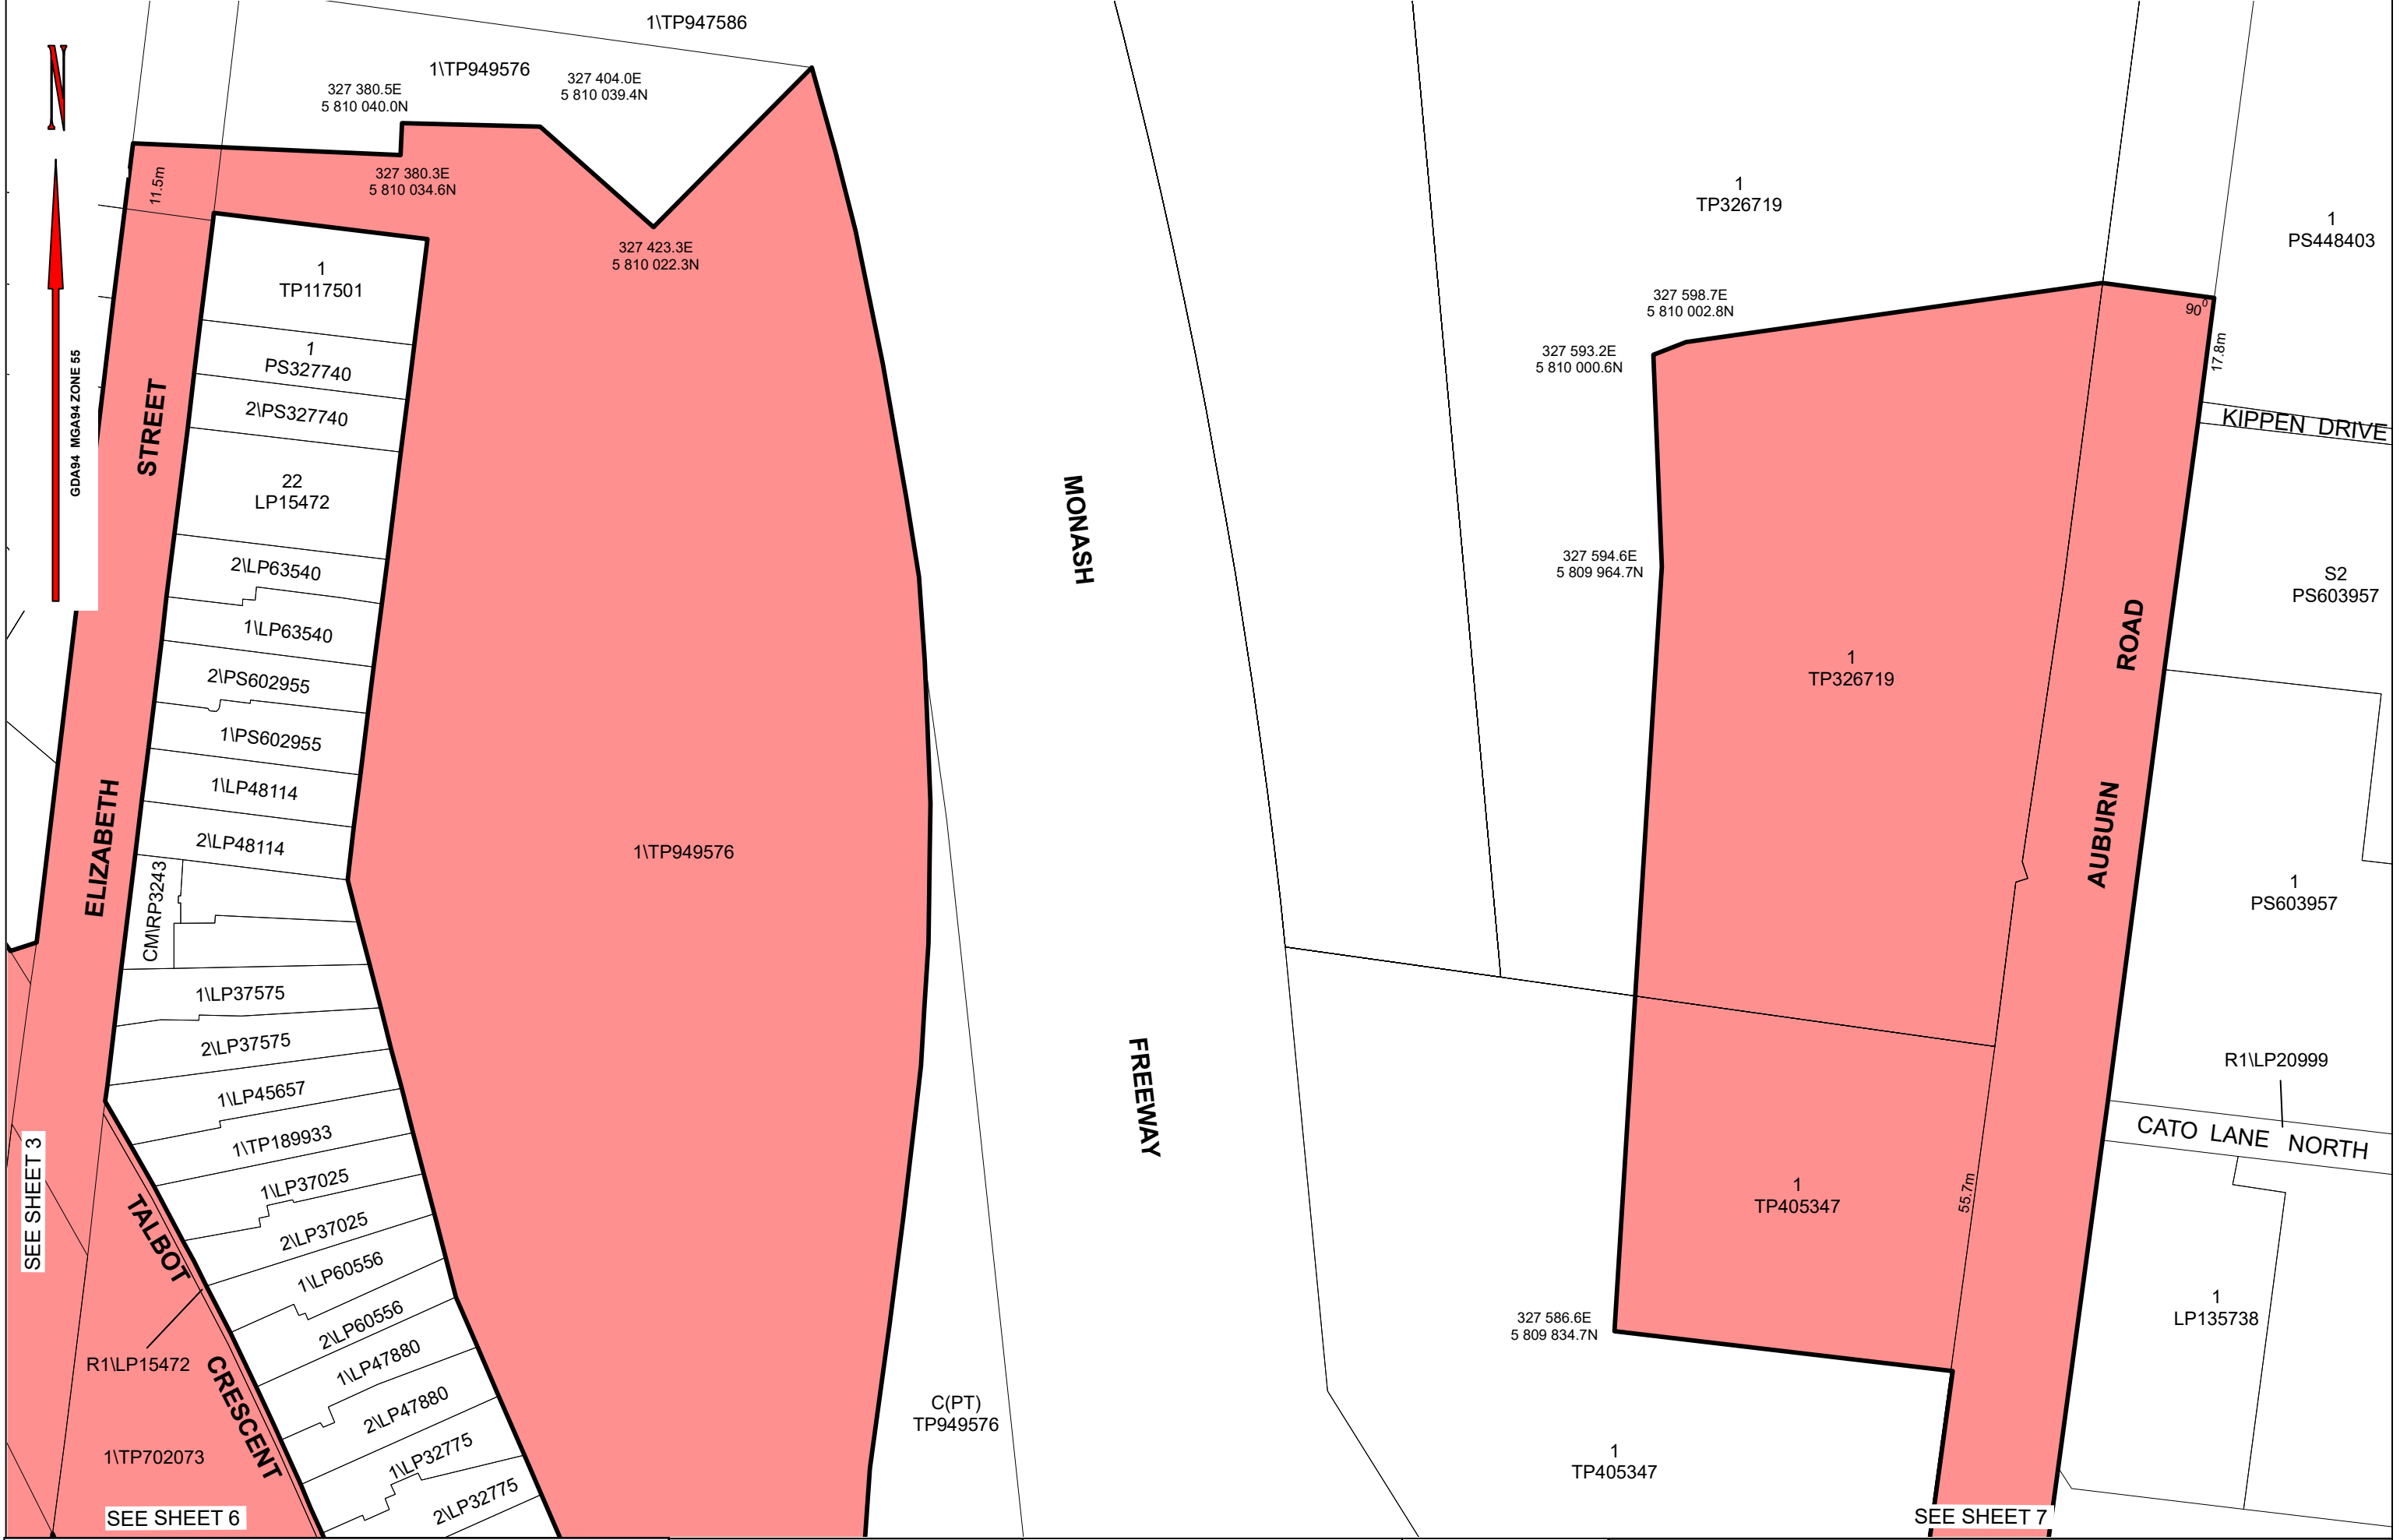 1\TP947586
N
1\TP949576
327 380.5E
5 810 040.0N
327 404.0E
5 810 039.4N
327 380.3E
5 810 034.6N
11.5m
327 423.3E
5 810 022.3N
GDA94 MGA94 ZONE 55
1
TP117501
1
PS327740
2\PS327740
22
LP15472
2\LP63540
1\LP63540
2\PS602955
1\PS602955
1\LP48114
2\LP48114
CM\RP3243
1\LP37575
2\LP37575
1\LP45657
1\TP189933
1\LP37025
2\LP37025
1\LP60556
2\LP60556
1\LP47880
2\LP47880
1\LP32775
2\LP32775
ELIZABETH STREET
TALBOT CRESCENT
R1\LP15472
1\TP702073
SEE SHEET 3
SEE SHEET 6
1\TP949576
C(PT)
TP949576
MONASH FREEWAY
1
TP326719
327 598.7E
5 810 002.8N
327 593.2E
5 810 000.6N
327 594.6E
5 809 964.7N
1
TP326719
1
TP405347
327 586.6E
5 809 834.7N
1
TP405347
55.7m
AUBURN ROAD
90⁰
17.8m
1
PS448403
KIPPEN DRIVE
S2
PS603957
1
PS603957
R1\LP20999
CATO LANE NORTH
1
LP135738
SEE SHEET 7